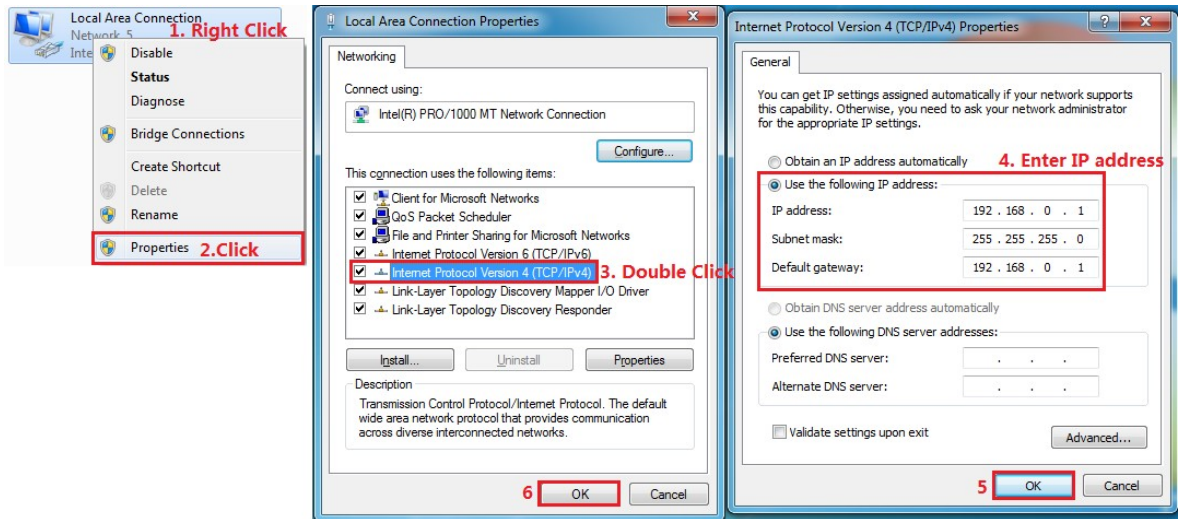 Local Area Connection
Network 5
1. Right Click
Inte
Disable
Status
Diagnose
Bridge Connections
Create Shortcut
Delete
Rename
Properties
2.Click
Local Area Connection Properties
Networking
Connect using:
Intel(R) PRO/1000 MT Network Connection
Configure...
This connection uses the following items:
Client for Microsoft Networks
QoS Packet Scheduler
File and Printer Sharing for Microsoft Networks
Internet Protocol Version 6 (TCP/IPv6)
Internet Protocol Version 4 (TCP/IPv4)
3. Double Click
Link-Layer Topology Discovery Mapper I/O Driver
Link-Layer Topology Discovery Responder
Install...
Uninstall
Properties
Description
Transmission Control Protocol/Internet Protocol. The default
wide area network protocol that provides communication
across diverse interconnected networks.
6
OK
Cancel
Internet Protocol Version 4 (TCP/IPv4) Properties
General
You can get IP settings assigned automatically if your network supports
this capability. Otherwise, you need to ask your network administrator
for the appropriate IP settings.
Obtain an IP address automatically
4. Enter IP address
Use the following IP address:
IP address: 192 . 168 . 0 . 1
Subnet mask: 255 . 255 . 255 . 0
Default gateway: 192 . 168 . 0 . 1
Obtain DNS server address automatically
Use the following DNS server addresses:
Preferred DNS server: . . .
Alternate DNS server: . . .
Validate settings upon exit
Advanced...
5
OK
Cancel